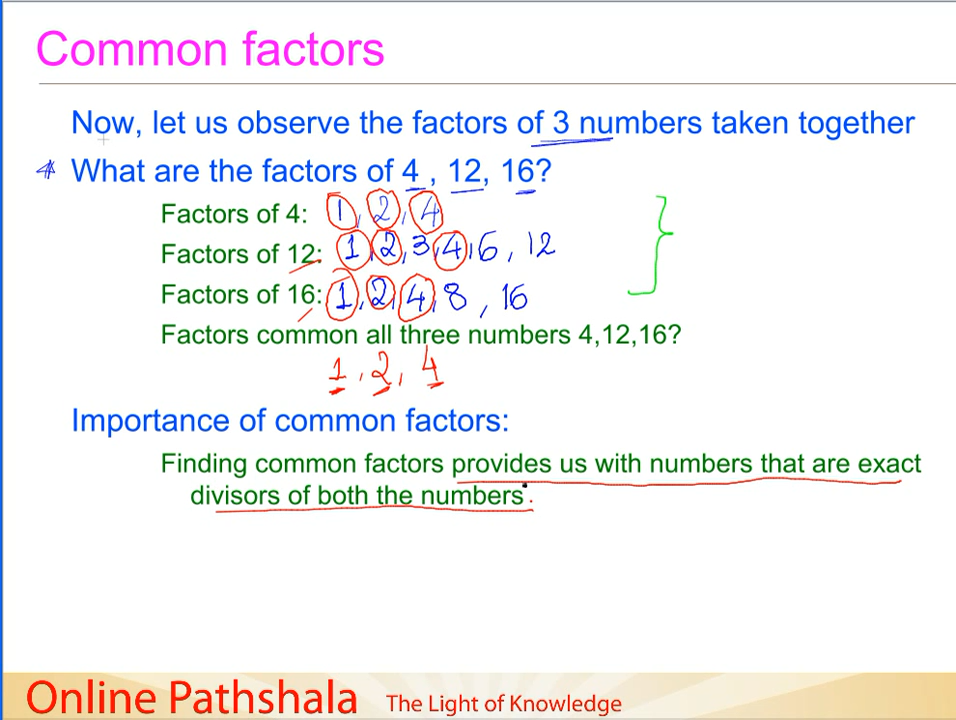 Common factors
Now, let us observe the factors of 3 numbers taken together
What are the factors of 4 , 12, 16?
Factors of 4: 1, 2, 4
Factors of 12: 1, 2, 3, 4, 6, 12
Factors of 16: 1, 2, 4, 8, 16
Factors common all three numbers 4,12,16?
1, 2, 4
Importance of common factors:
Finding common factors provides us with numbers that are exact
divisors of both the numbers.
Online Pathshala The Light of Knowledge